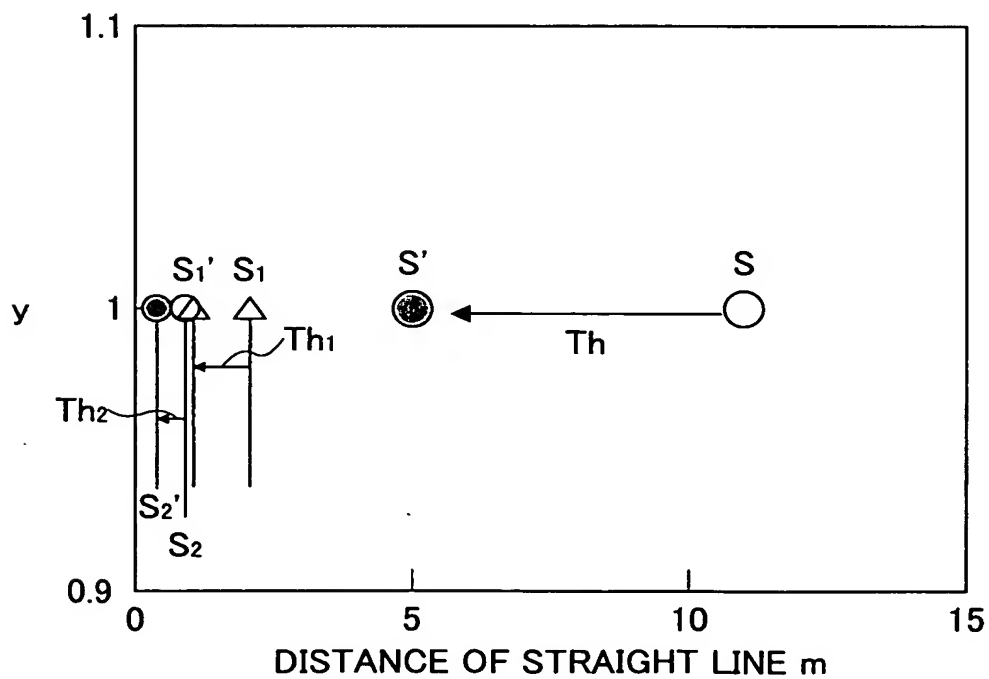 1.1
S1' S1 S' S
y 1
Th1 Th
Th2
S2'
S2
0.9
0 5 10 15
DISTANCE OF STRAIGHT LINE m